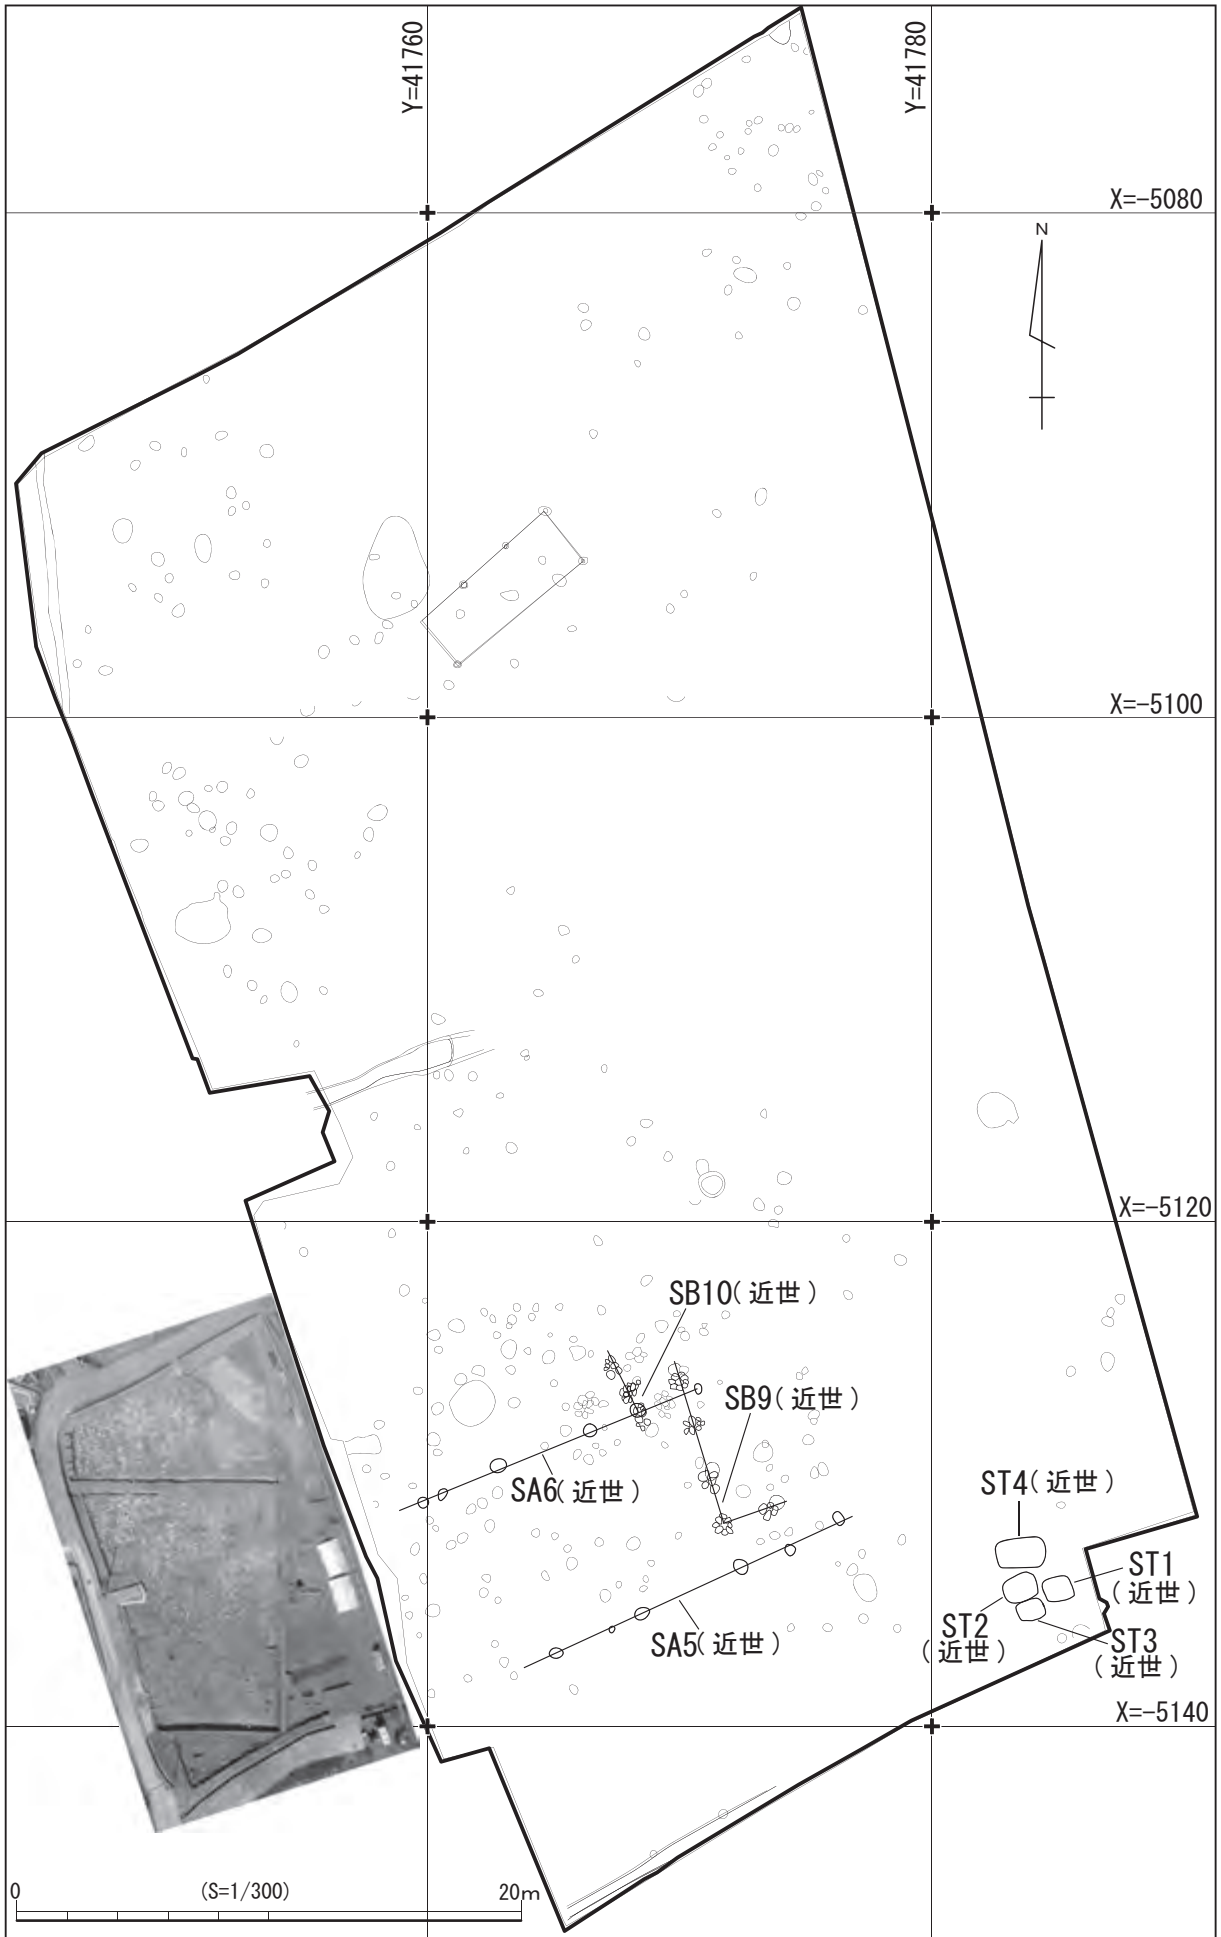 Y=41760
Y=41780
X=-5080
N
X=-5100
X=-5120
SB10(近世)
SB9(近世)
SA6(近世)
ST4(近世)
ST1
(近世)
ST2
(近世)
ST3
(近世)
SA5(近世)
X=-5140
0 (S=1/300) 20m